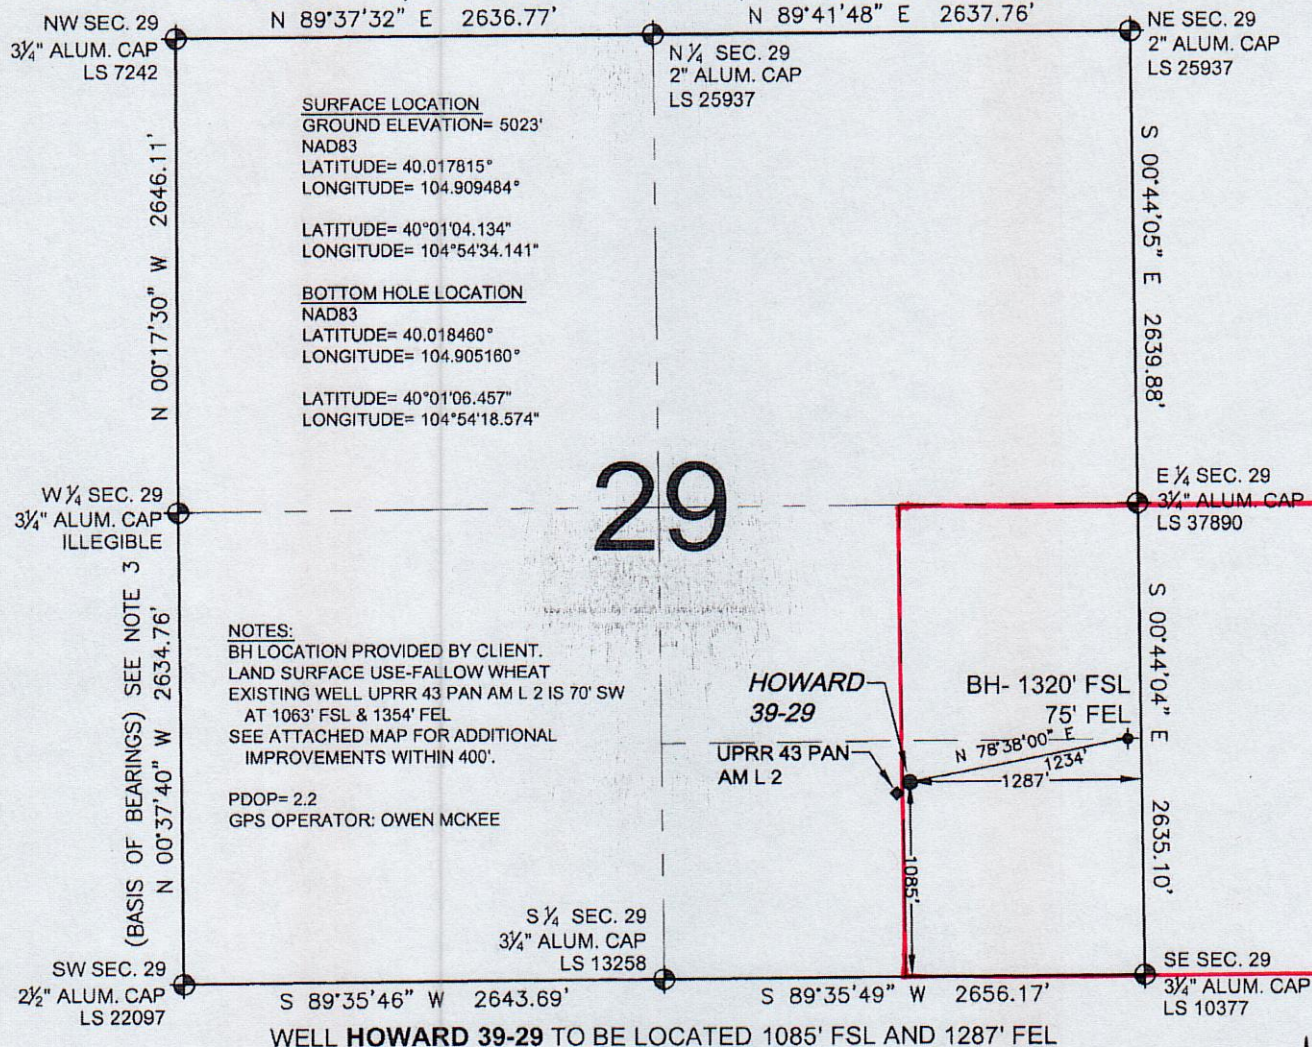 N 89°37'32" E 2636.77'
N 89°41'48" E 2637.76'
NW SEC. 29
3¼" ALUM. CAP
LS 7242
N ¼ SEC. 29
2" ALUM. CAP
LS 25937
NE SEC. 29
2" ALUM. CAP
LS 25937
SURFACE LOCATION
GROUND ELEVATION= 5023'
NAD83
LATITUDE= 40.017815°
LONGITUDE= 104.909484°
LATITUDE= 40°01'04.134"
LONGITUDE= 104°54'34.141"
BOTTOM HOLE LOCATION
NAD83
LATITUDE= 40.018460°
LONGITUDE= 104.905160°
LATITUDE= 40°01'06.457"
LONGITUDE= 104°54'18.574"
N 00°17'30" W 2646.11'
S 00°44'05" E 2639.88'
29
W ¼ SEC. 29
3¼" ALUM. CAP
ILLEGIBLE
E ¼ SEC. 29
3¼" ALUM. CAP
LS 37890
(BASIS OF BEARINGS) SEE NOTE 3
N 00°37'40" W 2634.76'
NOTES:
BH LOCATION PROVIDED BY CLIENT.
LAND SURFACE USE-FALLOW WHEAT
EXISTING WELL UPRR 43 PAN AM L 2 IS 70' SW
AT 1063' FSL & 1354' FEL
SEE ATTACHED MAP FOR ADDITIONAL
IMPROVEMENTS WITHIN 400'.
PDOP= 2.2
GPS OPERATOR: OWEN MCKEE
HOWARD
39-29
UPRR 43 PAN
AM L 2
BH- 1320' FSL
75' FEL
N 78°38'00" E
1234'
1287'
1085'
S 00°44'04" E 2635.10'
S ¼ SEC. 29
3¼" ALUM. CAP
LS 13258
SW SEC. 29
2½" ALUM. CAP
LS 22097
SE SEC. 29
3¼" ALUM. CAP
LS 10377
S 89°35'46" W 2643.69'
S 89°35'49" W 2656.17'
WELL HOWARD 39-29 TO BE LOCATED 1085' FSL AND 1287' FEL